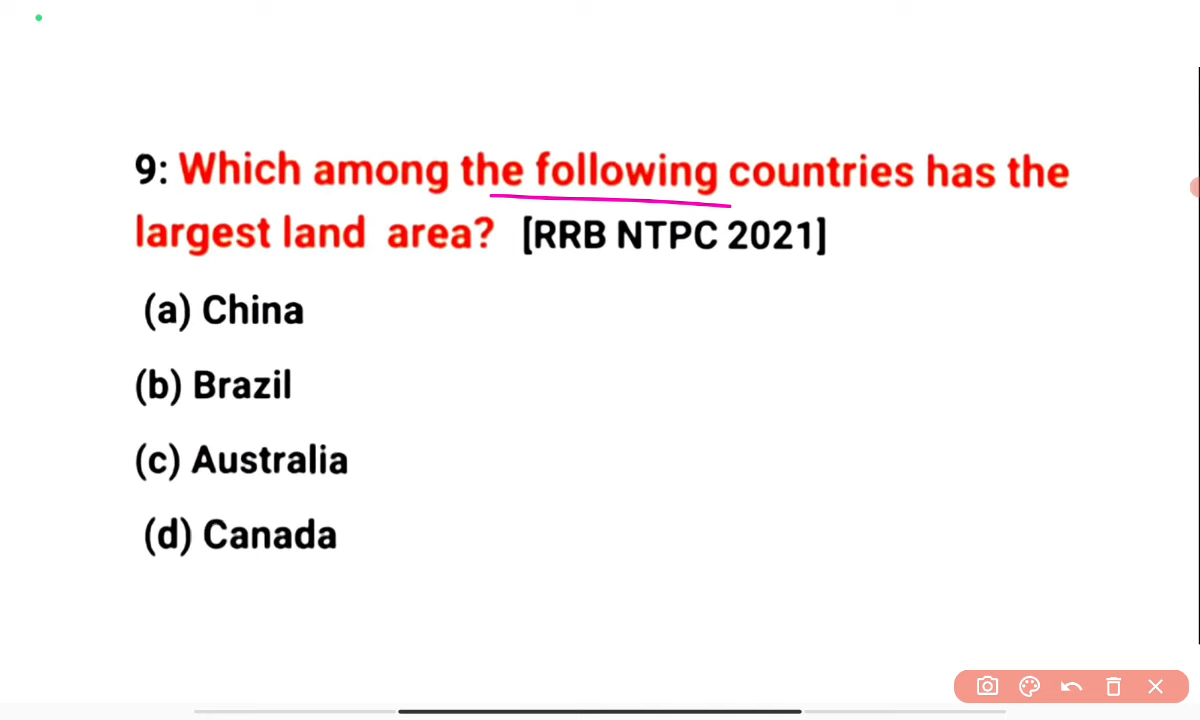 9: Which among the following countries has the
largest land area? [RRB NTPC 2021]
(a) China
(b) Brazil
(c) Australia
(d) Canada